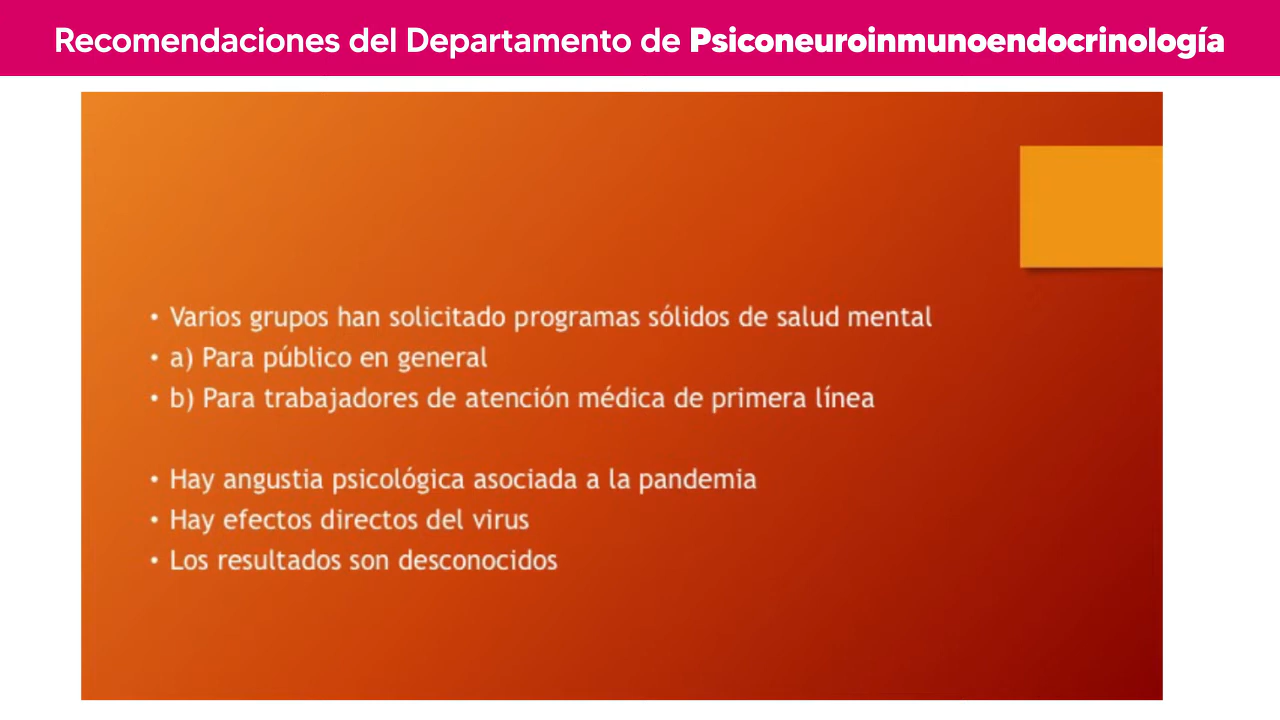 Recomendaciones del Departamento de Psiconeuroinmunoendocrinología
• Varios grupos han solicitado programas sólidos de salud mental
• a) Para público en general
• b) Para trabajadores de atención médica de primera línea
• Hay angustia psicológica asociada a la pandemia
• Hay efectos directos del virus
• Los resultados son desconocidos